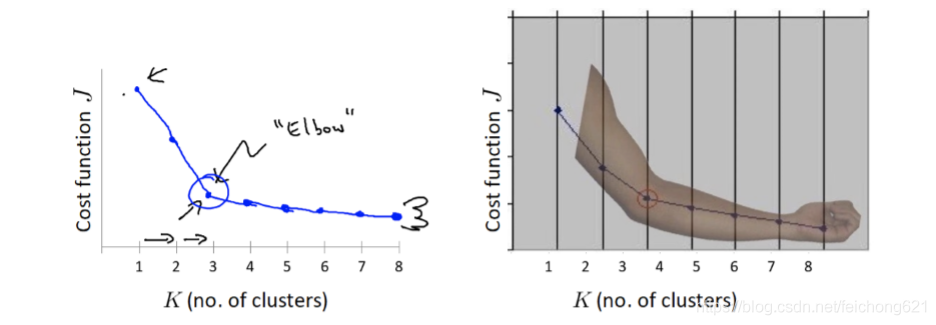 Cost function J
"Elbow"
1 2 3 4 5 6 7 8
K (no. of clusters)
Cost function J
1 2 3 4 5 6 7 8
K (no. of clusters)
https://blog.csdn.net/feichong621